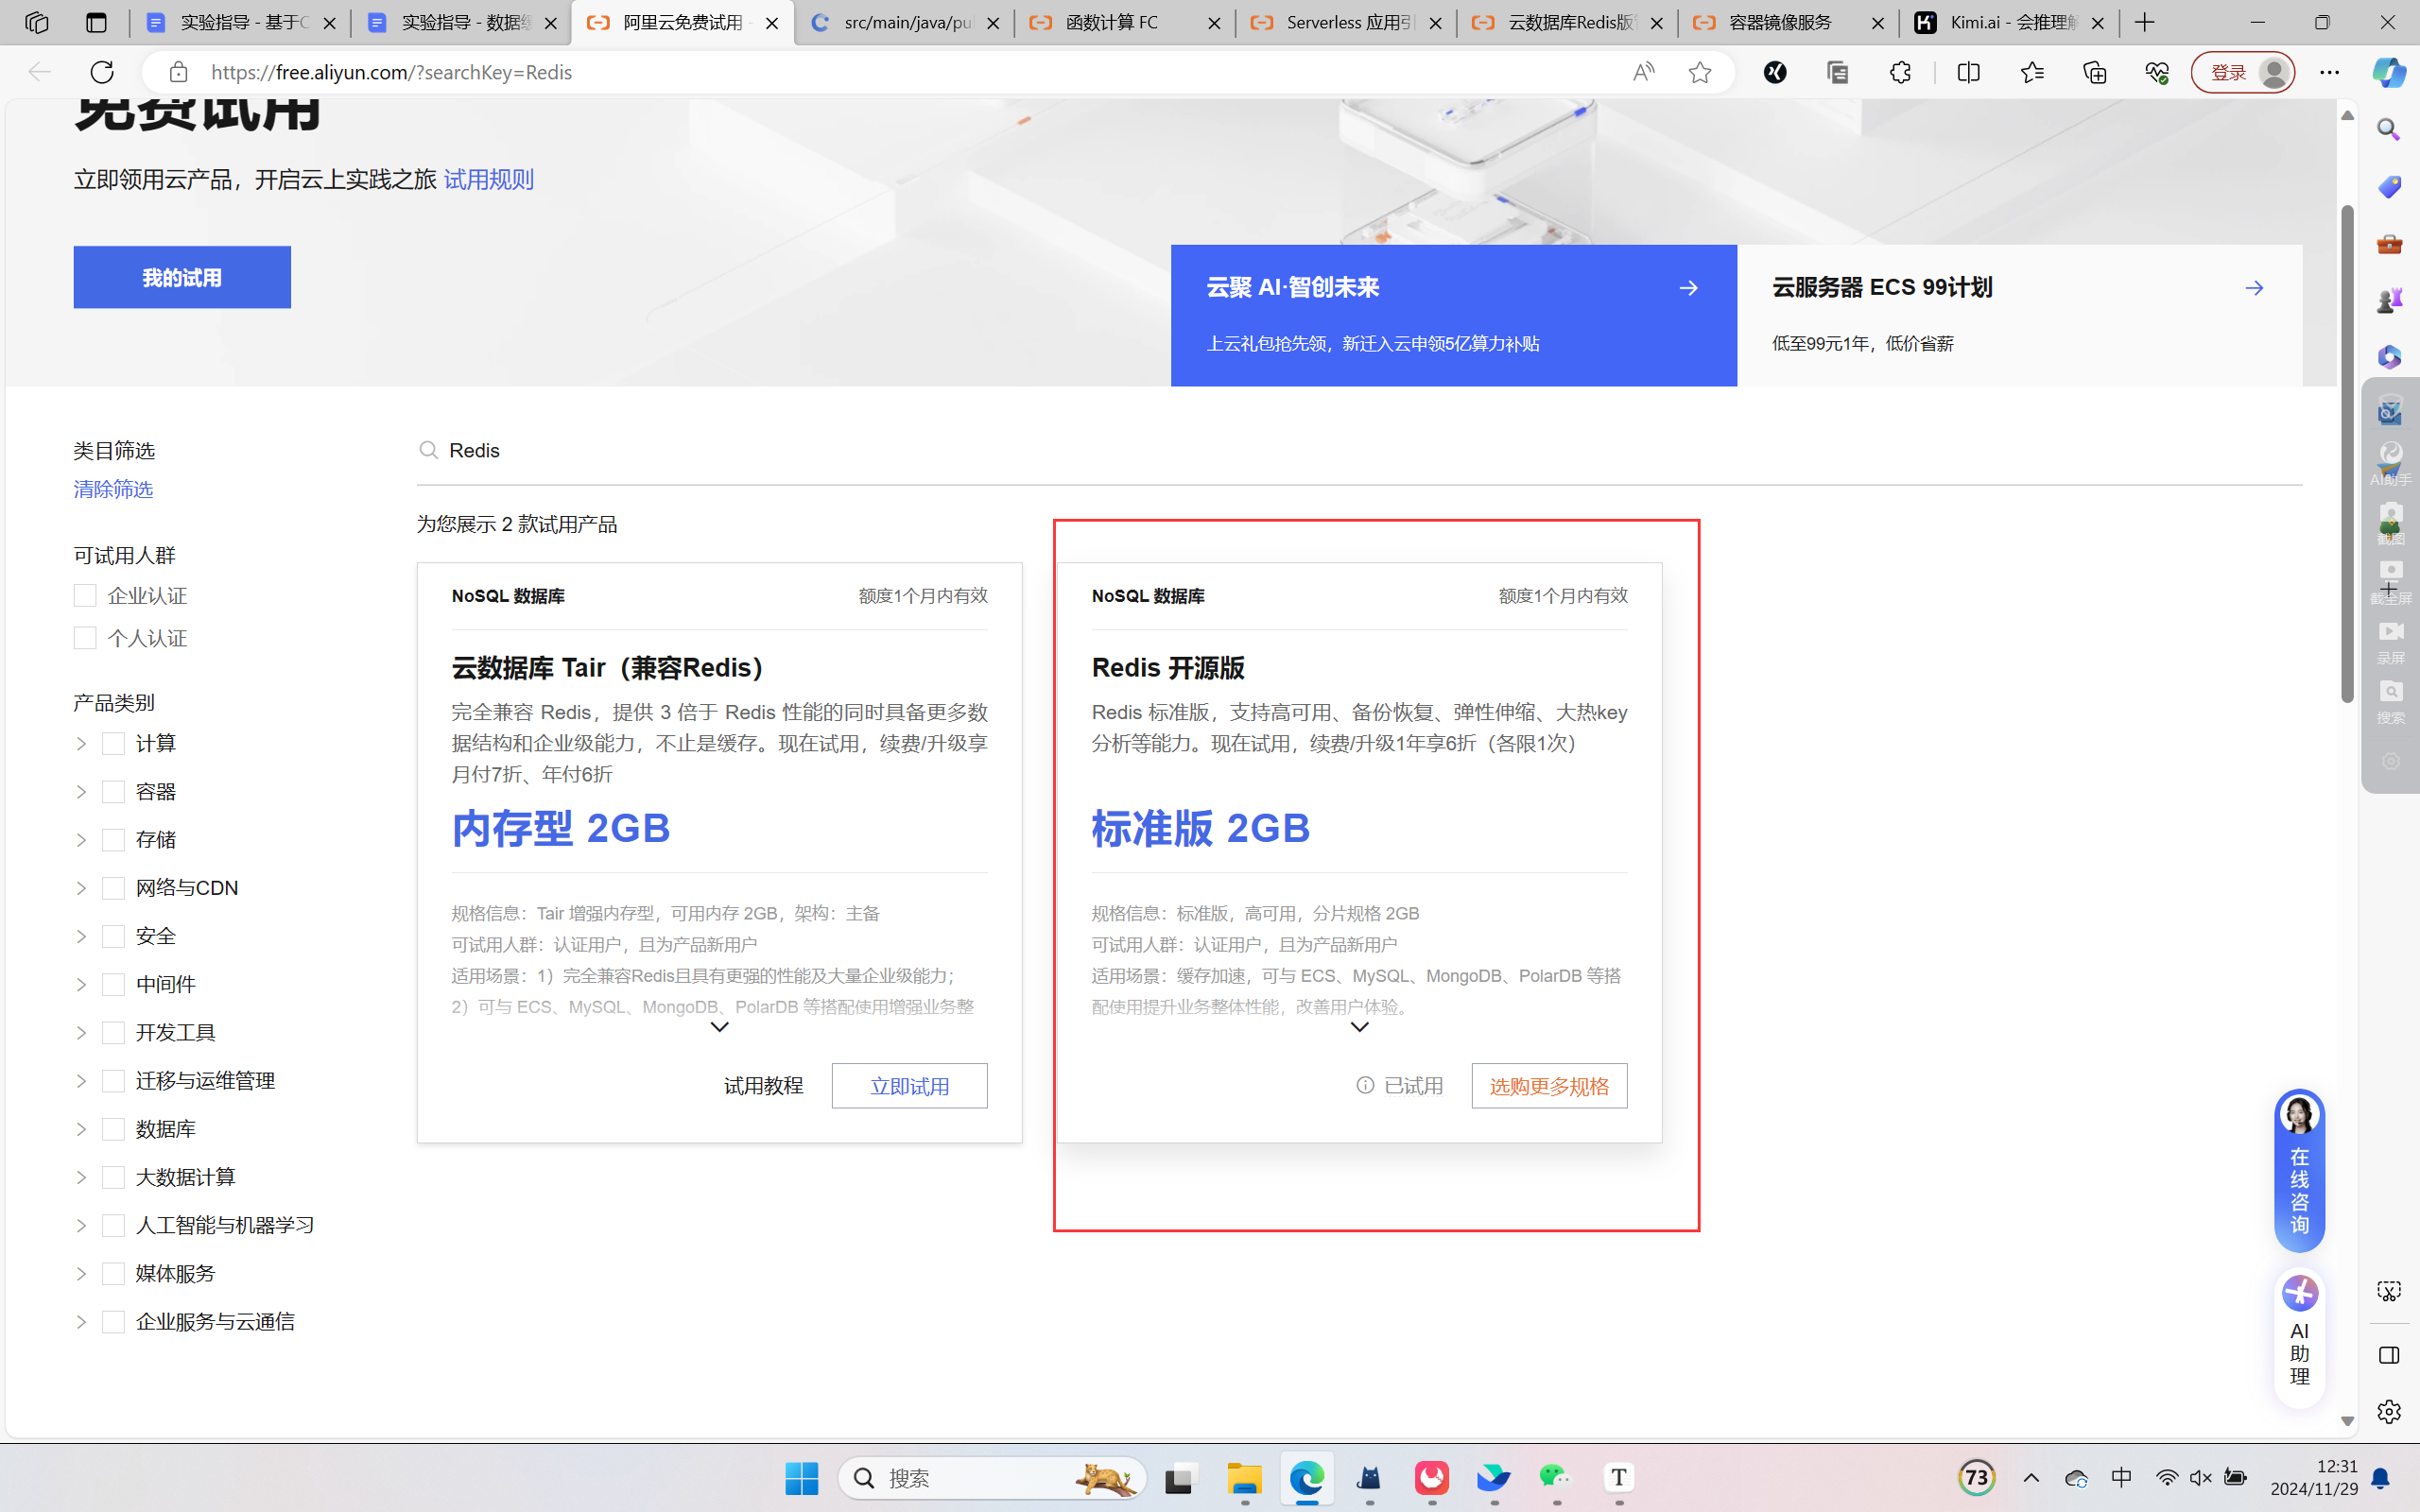 实验指导 - 基于C
实验指导 - 数据
阿里云免费试用 -
src/main/java/pu
函数计算 FC
Serverless 应用引
云数据库Redis版
容器镜像服务
Kimi.ai - 会推理
https://free.aliyun.com/?searchKey=Redis
登录
免费试用
立即领用云产品，开启云上实践之旅 试用规则
我的试用
云聚 AI·智创未来
上云礼包抢先领，新迁入云申领5亿算力补贴
云服务器 ECS 99计划
低至99元1年，低价省薪
类目筛选
清除筛选
可试用人群
企业认证
个人认证
产品类别
计算
容器
存储
网络与CDN
安全
中间件
开发工具
迁移与运维管理
数据库
大数据计算
人工智能与机器学习
媒体服务
企业服务与云通信
Redis
为您展示 2 款试用产品
NoSQL 数据库
额度1个月内有效
云数据库 Tair（兼容Redis）
完全兼容 Redis，提供 3 倍于 Redis 性能的同时具备更多数
据结构和企业级能力，不止是缓存。现在试用，续费/升级享
月付7折、年付6折
内存型 2GB
规格信息：Tair 增强内存型，可用内存 2GB，架构：主备
可试用人群：认证用户，且为产品新用户
适用场景：1）完全兼容Redis且具有更强的性能及大量企业级能力；
2）可与 ECS、MySQL、MongoDB、PolarDB 等搭配使用增强业务整
试用教程
立即试用
NoSQL 数据库
额度1个月内有效
Redis 开源版
Redis 标准版，支持高可用、备份恢复、弹性伸缩、大热key
分析等能力。现在试用，续费/升级1年享6折（各限1次）
标准版 2GB
规格信息：标准版，高可用，分片规格 2GB
可试用人群：认证用户，且为产品新用户
适用场景：缓存加速，可与 ECS、MySQL、MongoDB、PolarDB 等搭
配使用提升业务整体性能，改善用户体验。
已试用
选购更多规格
AI助手
截图
截全屏
录屏
搜索
在线咨询
AI
助
理
搜索
73
中
12:31
2024/11/29